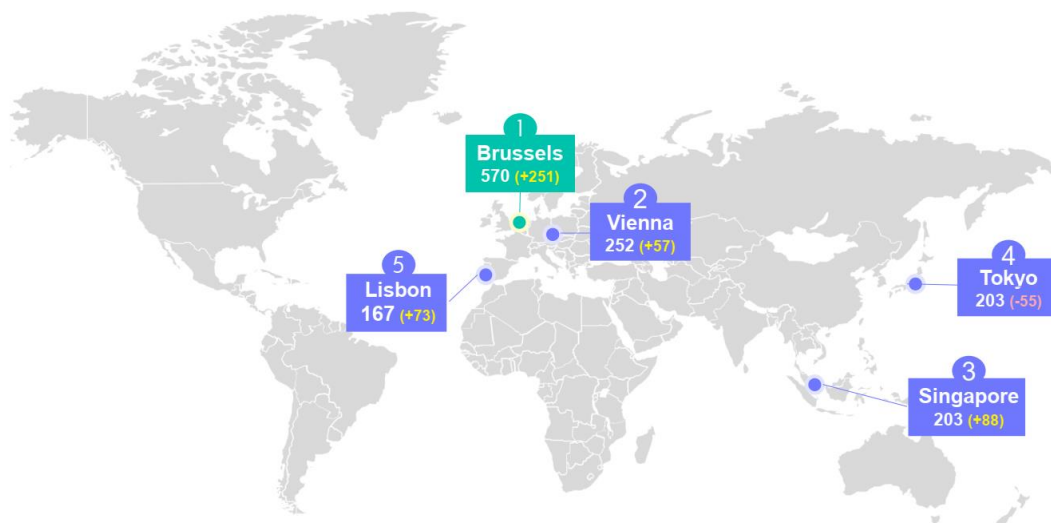 1
Brussels
570 (+251)
2
Vienna
252 (+57)
3
Singapore
203 (+88)
4
Tokyo
203 (-55)
5
Lisbon
167 (+73)